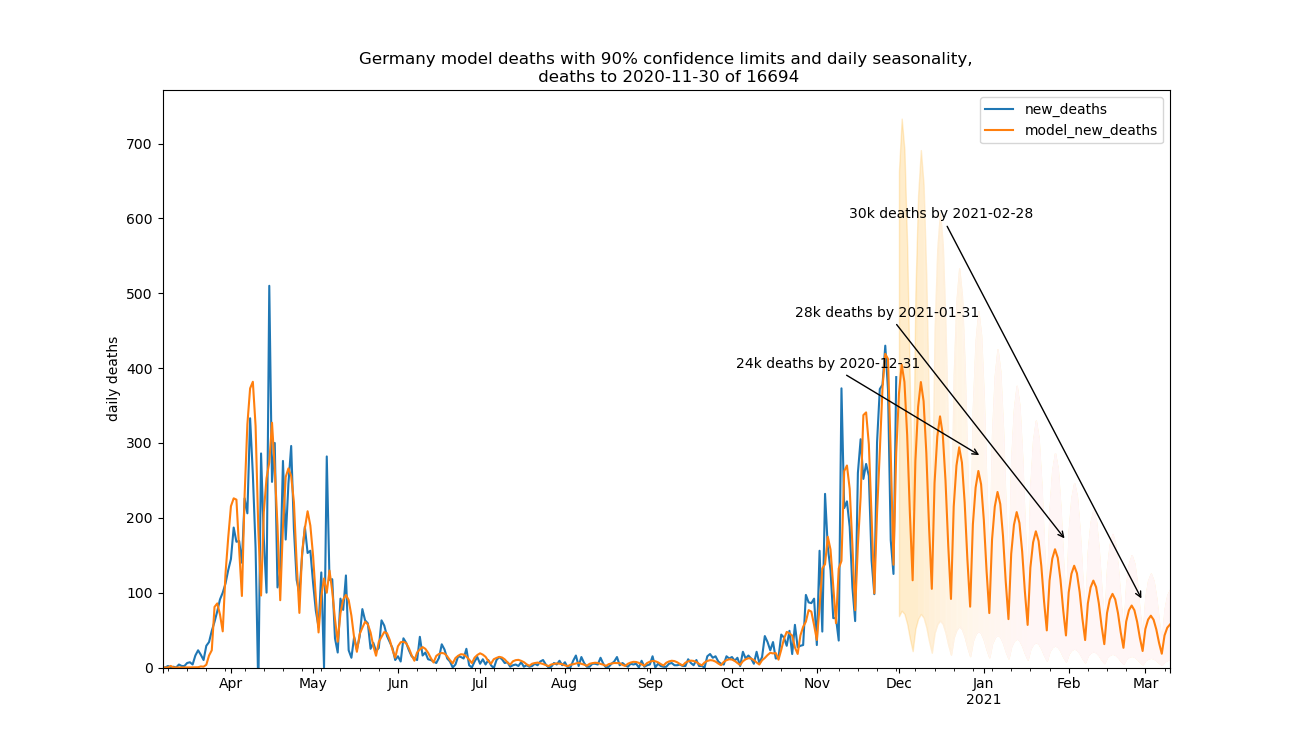 Germany model deaths with 90% confidence limits and daily seasonality,
deaths to 2020-11-30 of 16694
new_deaths
model_new_deaths
30k deaths by 2021-02-28
28k deaths by 2021-01-31
24k deaths by 2020-12-31
daily deaths
700
600
500
400
300
200
100
0
Apr May Jun Jul Aug Sep Oct Nov Dec Jan Feb Mar
2021